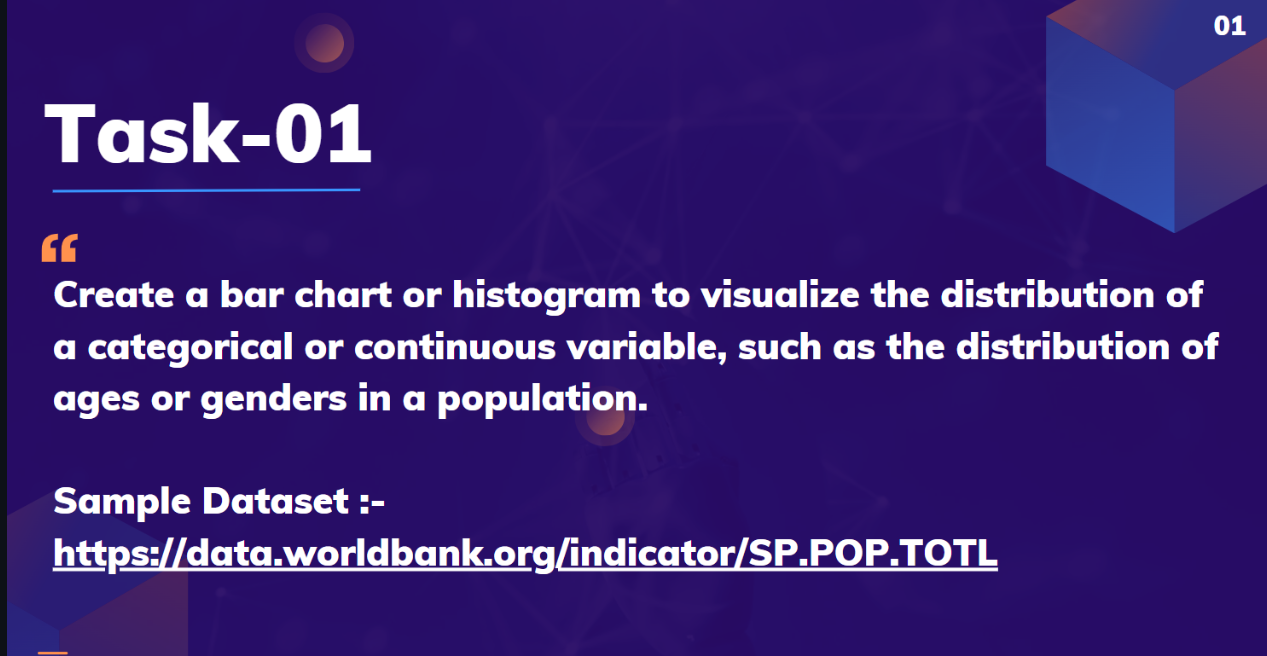 01
Task-01
“
Create a bar chart or histogram to visualize the distribution of
a categorical or continuous variable, such as the distribution of
ages or genders in a population.
Sample Dataset :-
https://data.worldbank.org/indicator/SP.POP.TOTL